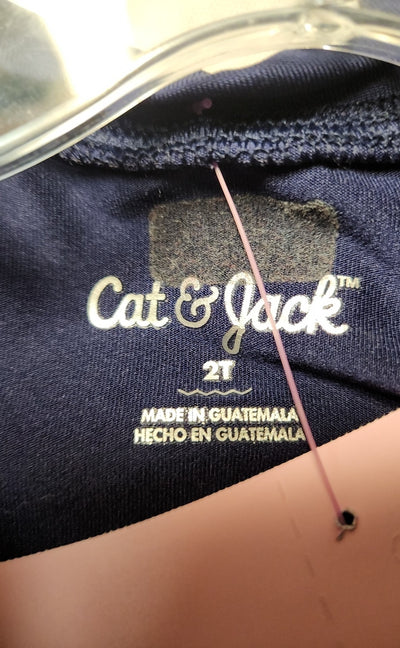 Cat & Jack™
2T
MADE IN GUATEMALA
HECHO EN GUATEMALA